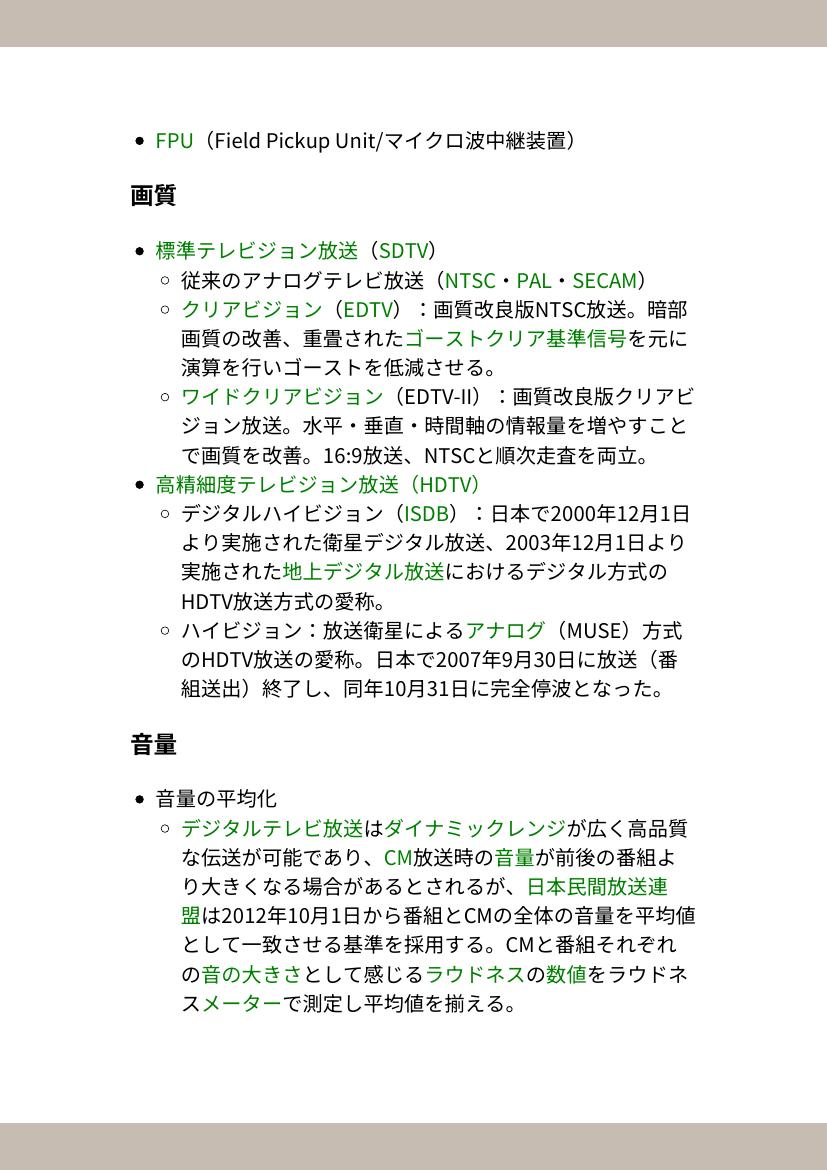 • FPU（Field Pickup Unit/マイクロ波中継装置）
画質
• 標準テレビジョン放送（SDTV）
○ 従来のアナログテレビ放送（NTSC・PAL・SECAM）
○ クリアビジョン（EDTV）：画質改良版NTSC放送。暗部
画質の改善、重畳されたゴーストクリア基準信号を元に
演算を行いゴーストを低減させる。
○ ワイドクリアビジョン（EDTV-II）：画質改良版クリアビ
ジョン放送。水平・垂直・時間軸の情報量を増やすこと
で画質を改善。16:9放送、NTSCと順次走査を両立。
• 高精細度テレビジョン放送（HDTV）
○ デジタルハイビジョン（ISDB）：日本で2000年12月1日
より実施された衛星デジタル放送、2003年12月1日より
実施された地上デジタル放送におけるデジタル方式の
HDTV放送方式の愛称。
○ ハイビジョン：放送衛星によるアナログ（MUSE）方式
のHDTV放送の愛称。日本で2007年9月30日に放送（番
組送出）終了し、同年10月31日に完全停波となった。
音量
• 音量の平均化
○ デジタルテレビ放送はダイナミックレンジが広く高品質
な伝送が可能であり、CM放送時の音量が前後の番組よ
り大きくなる場合があるとされるが、日本民間放送連
盟は2012年10月1日から番組とCMの全体の音量を平均値
として一致させる基準を採用する。CMと番組それぞれ
の音の大きさとして感じるラウドネスの数値をラウドネ
スメーターで測定し平均値を揃える。